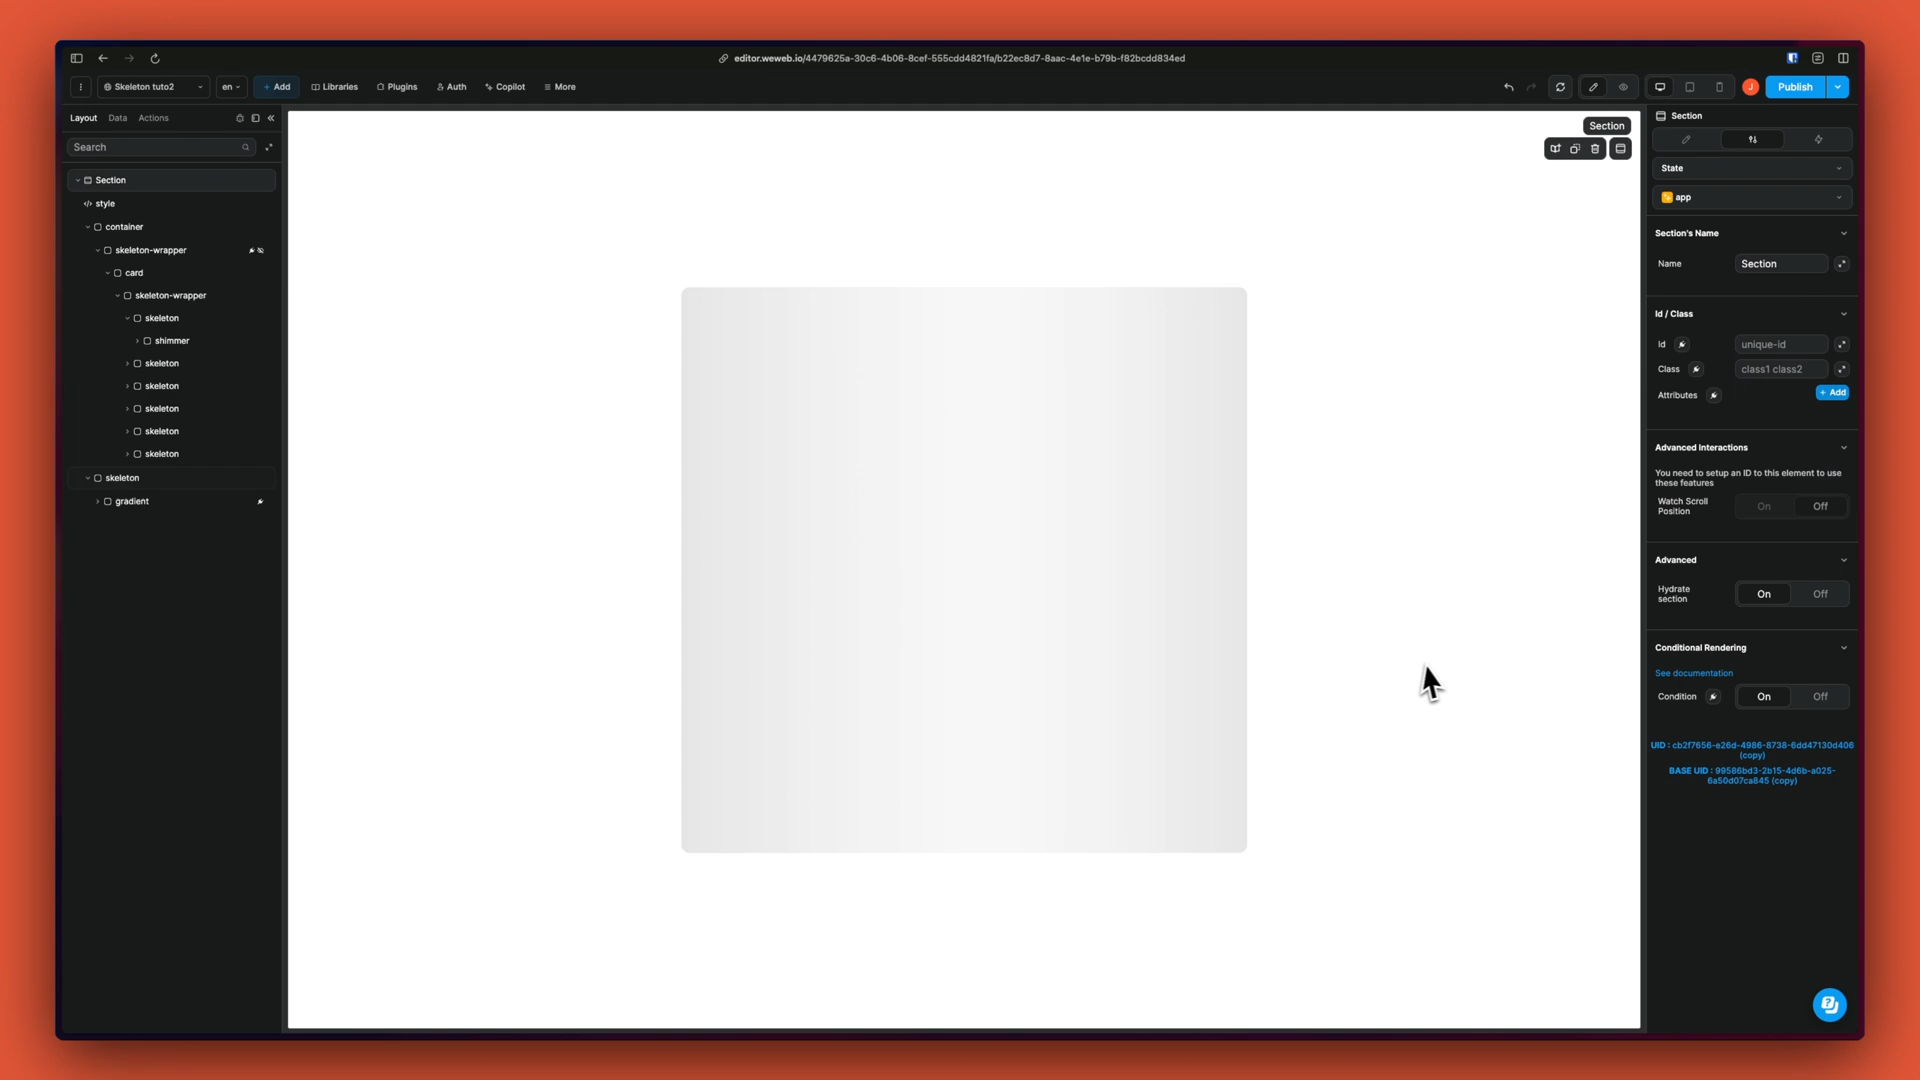 editor.weweb.io/4479625a-30c6-4b06-8cef-555cdd4821fa/b22ec8d7-8aac-4e1e-b79b-f82bcdd834ed
Skeleton tuto2
en
+ Add
Libraries
Plugins
Auth
Copilot
More
J
Publish
Layout
Data
Actions
Search
Section
style
container
skeleton-wrapper
card
skeleton-wrapper
skeleton
shimmer
skeleton
skeleton
skeleton
skeleton
skeleton
skeleton
gradient
Section
Section
State
app
Section's Name
Name
Section
Id / Class
Id
unique-id
Class
class1 class2
Attributes
+ Add
Advanced Interactions
You need to setup an ID to this element to use
these features
Watch Scroll
Position
On
Off
Advanced
Hydrate
section
On
Off
Conditional Rendering
See documentation
Condition
On
Off
UID : cb2f7656-e26d-4986-8738-6dd47130d406
(copy)
BASE UID : 99586bd3-2b15-4d6b-a025-
6a50d07ca845 (copy)